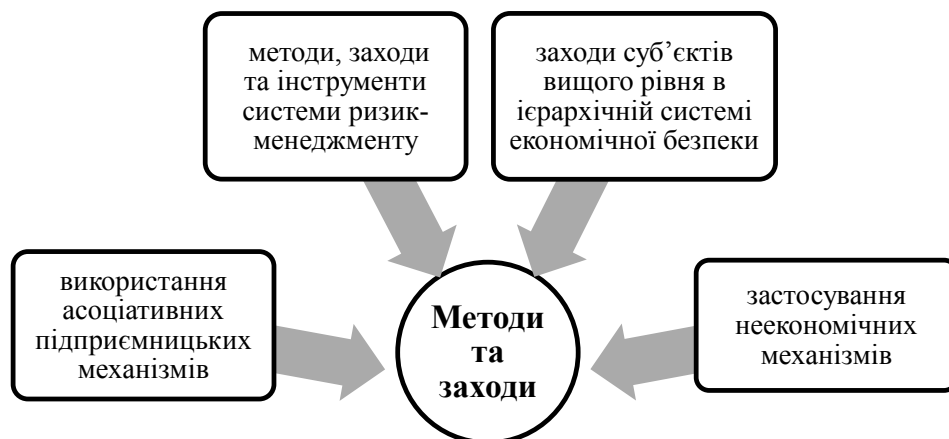 методи, заходи
та інструменти
системи ризик-
менеджменту
заходи суб’єктів
вищого рівня в
ієрархічній системі
економічної безпеки
використання
асоціативних
підприємницьких
механізмів
Методи
та
заходи
застосування
неекономічних
механізмів